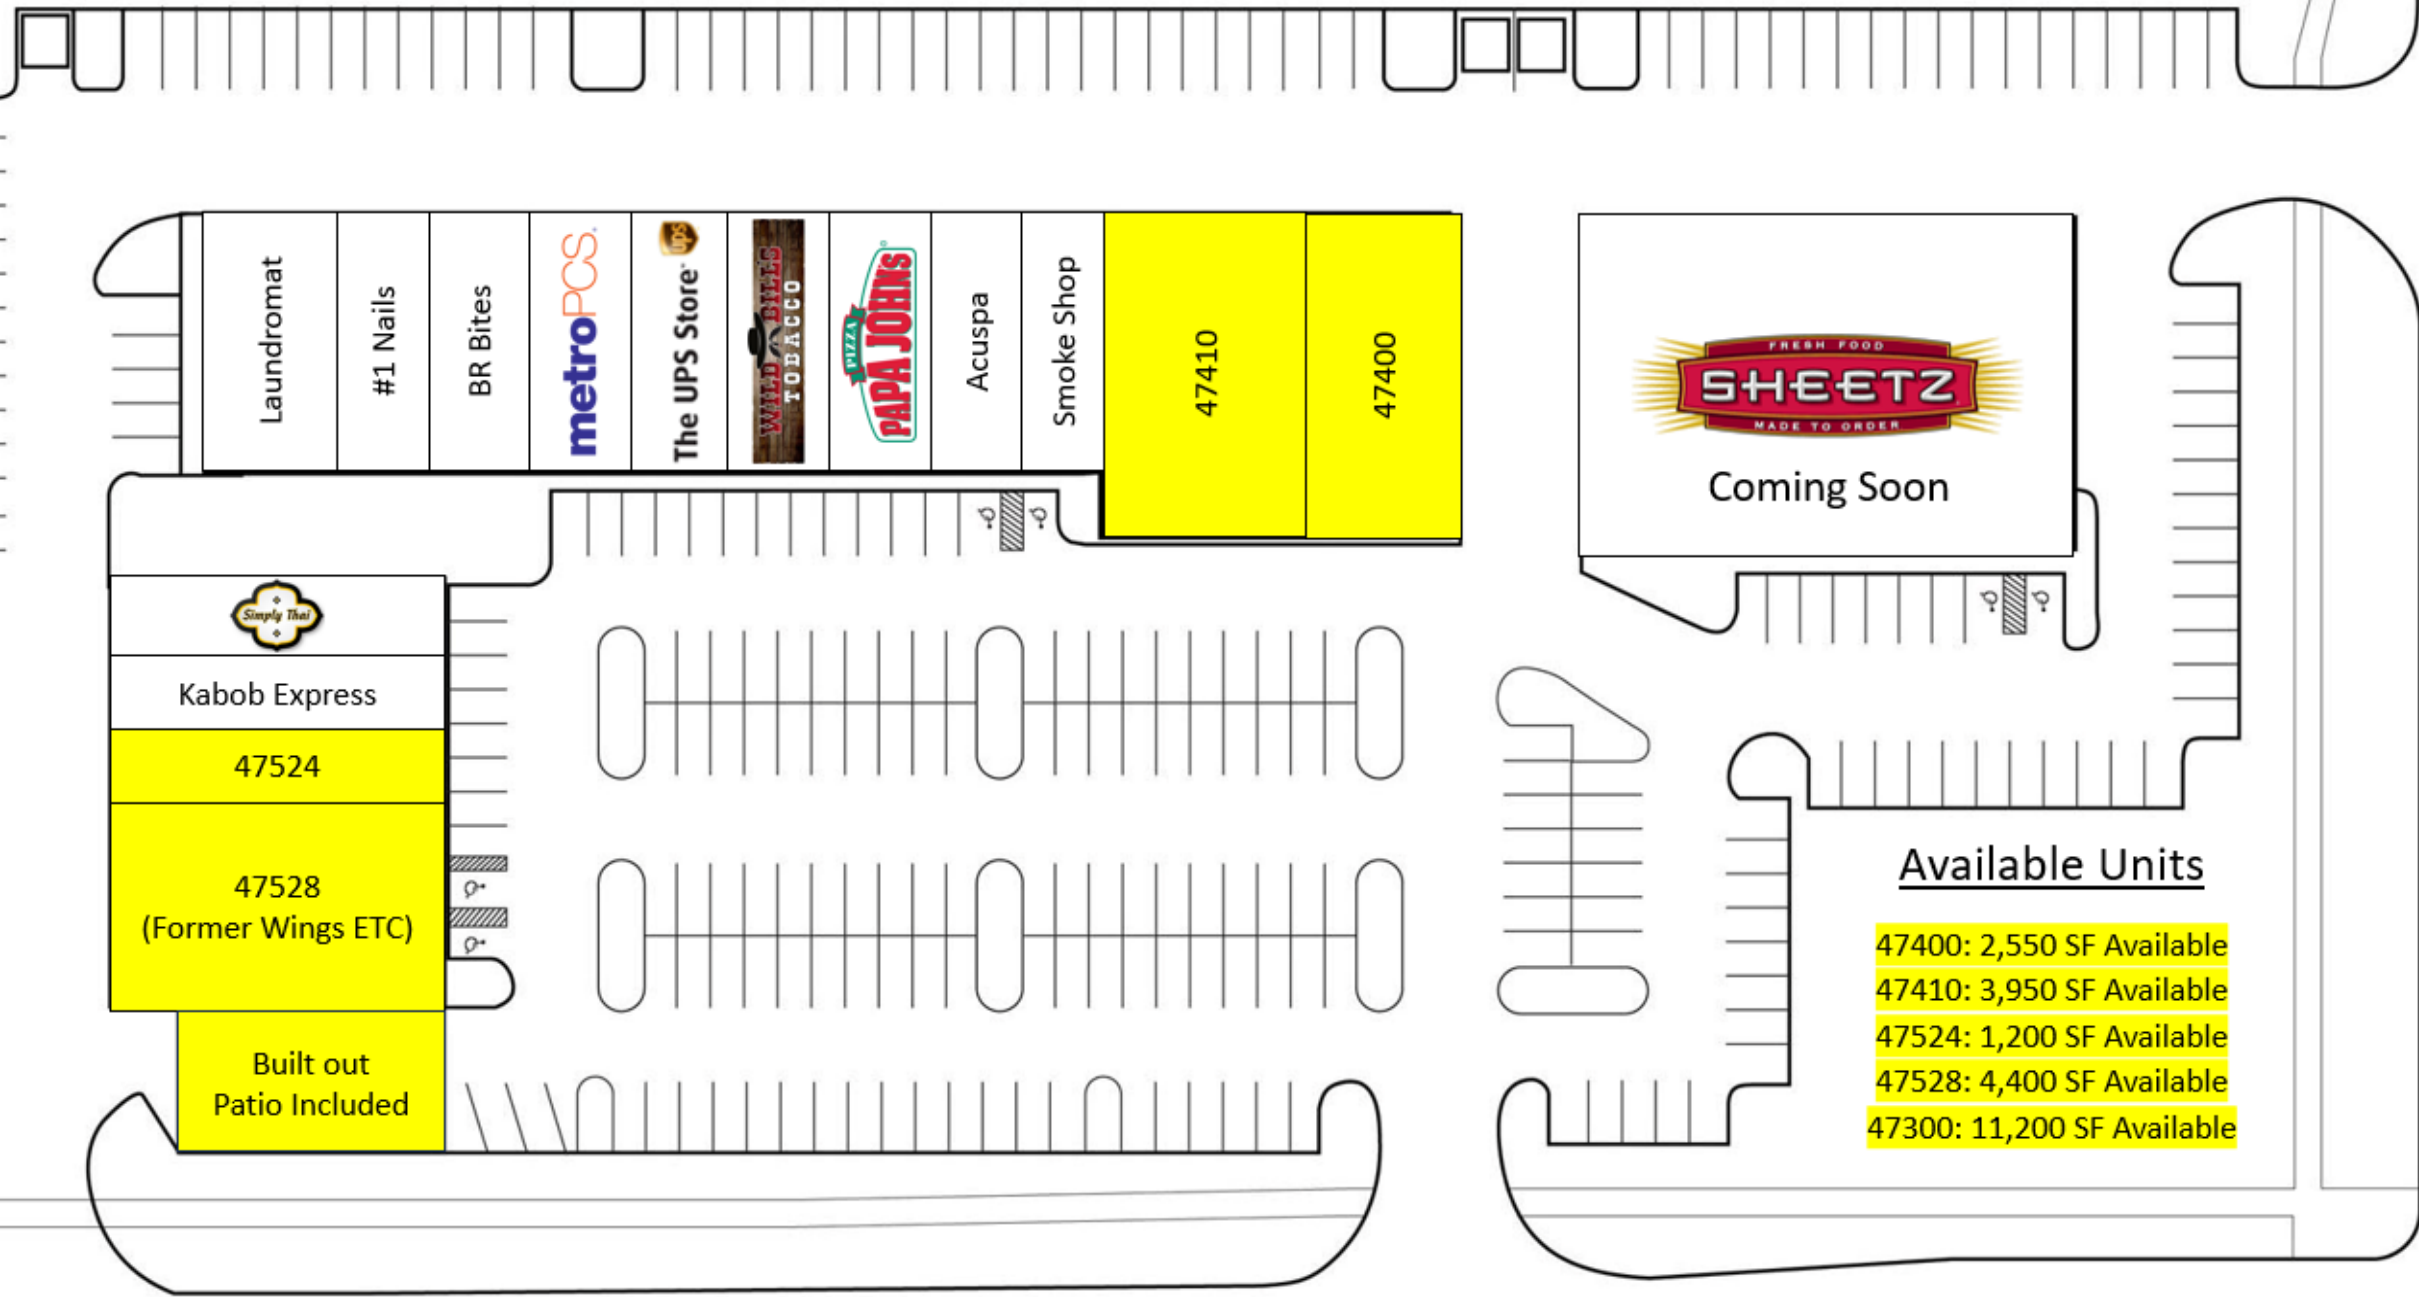 Laundromat
#1 Nails
BR Bites
metroPCS.
ups
The UPS Store
WILD BILLS
TOBACCO
PIZZA
PAPA JOHNS
Acuspa
Smoke Shop
47410
47400
FRESH FOOD
SHEETZ
MADE TO ORDER
Coming Soon
Simply Thai
Kabob Express
47524
47528
(Former Wings ETC)
Built out
Patio Included
Available Units
47400: 2,550 SF Available
47410: 3,950 SF Available
47524: 1,200 SF Available
47528: 4,400 SF Available
47300: 11,200 SF Available